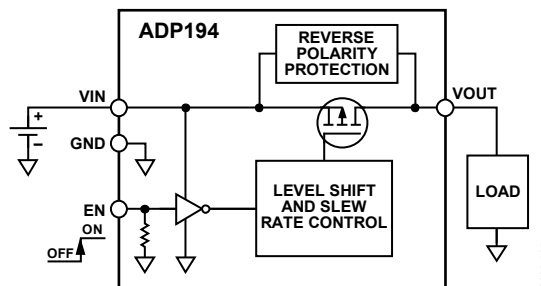 ADP194
REVERSE
POLARITY
PROTECTION
VIN
VOUT
+
−
GND
LEVEL SHIFT
AND SLEW
RATE CONTROL
LOAD
EN
ON
OFF